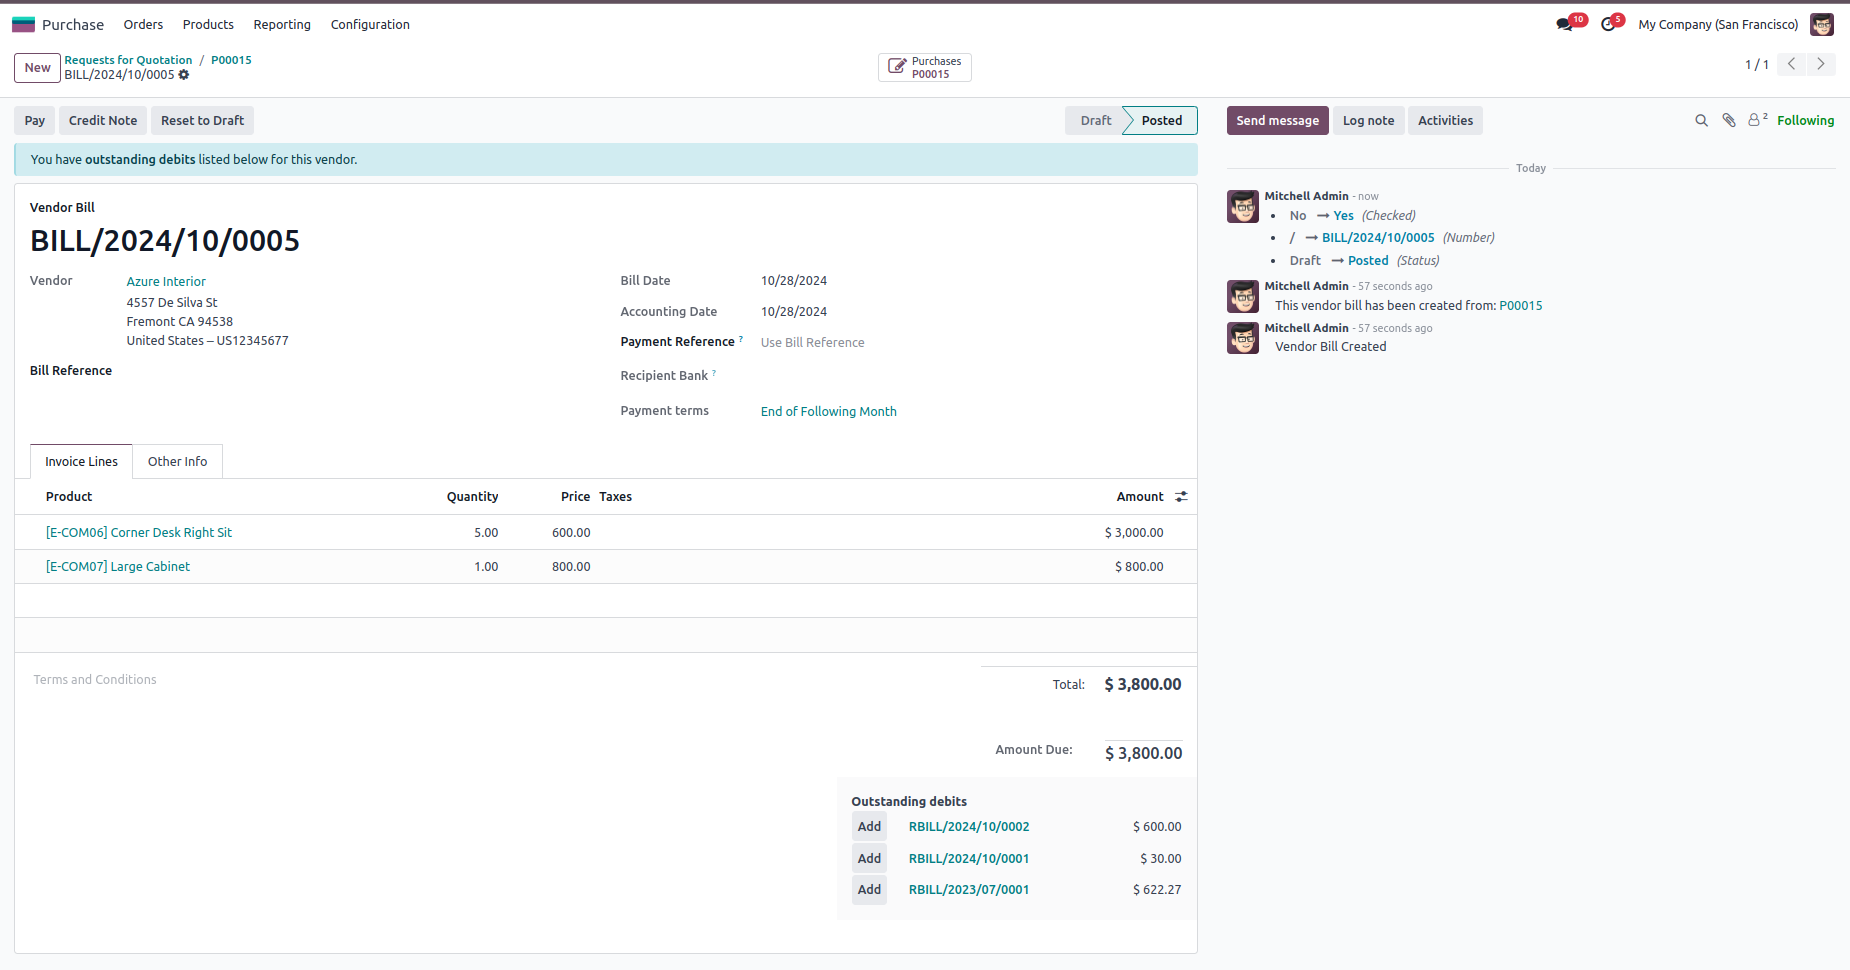 Purchase Orders Products Reporting Configuration 10 5 My Company (San Francisco)
New Requests for Quotation / P00015
BILL/2024/10/0005
Purchases
P00015
1 / 1
Pay Credit Note Reset to Draft Draft Posted
Send message Log note Activities 2 Following
You have outstanding debits listed below for this vendor.
Vendor Bill
BILL/2024/10/0005
Vendor Azure Interior
4557 De Silva St
Fremont CA 94538
United States – US12345677
Bill Reference
Bill Date 10/28/2024
Accounting Date 10/28/2024
Payment Reference ? Use Bill Reference
Recipient Bank ?
Payment terms End of Following Month
Invoice Lines Other Info
Product Quantity Price Taxes Amount
[E-COM06] Corner Desk Right Sit 5.00 600.00 $ 3,000.00
[E-COM07] Large Cabinet 1.00 800.00 $ 800.00
Terms and Conditions
Total: $ 3,800.00
Amount Due: $ 3,800.00
Outstanding debits
Add RBILL/2024/10/0002 $ 600.00
Add RBILL/2024/10/0001 $ 30.00
Add RBILL/2023/07/0001 $ 622.27
Today
Mitchell Admin - now
• No → Yes (Checked)
• / → BILL/2024/10/0005 (Number)
• Draft → Posted (Status)
Mitchell Admin - 57 seconds ago
This vendor bill has been created from: P00015
Mitchell Admin - 57 seconds ago
Vendor Bill Created